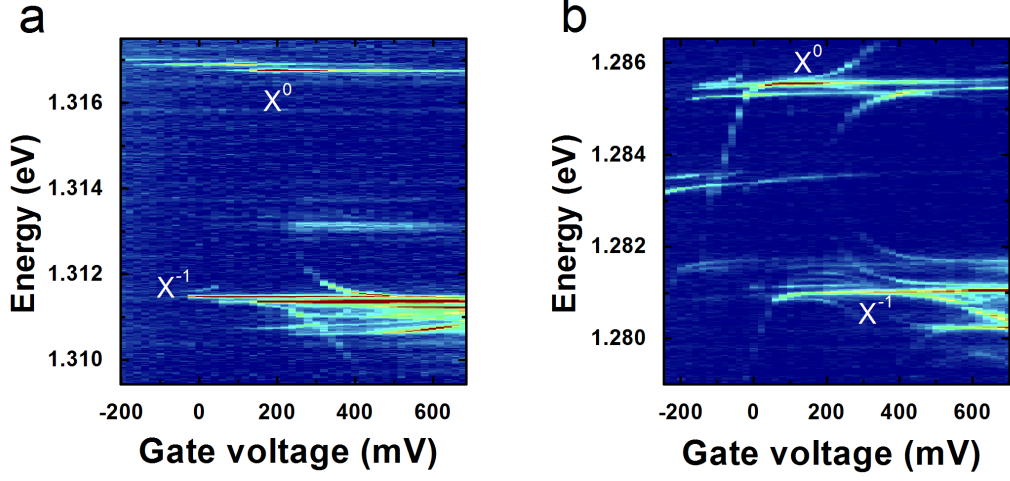 a
Energy (eV)
1.316
1.314
1.312
1.310
X⁰
X⁻¹
-200 0 200 400 600
Gate voltage (mV)
b
Energy (eV)
1.286
1.284
1.282
1.280
X⁰
X⁻¹
-200 0 200 400 600
Gate voltage (mV)